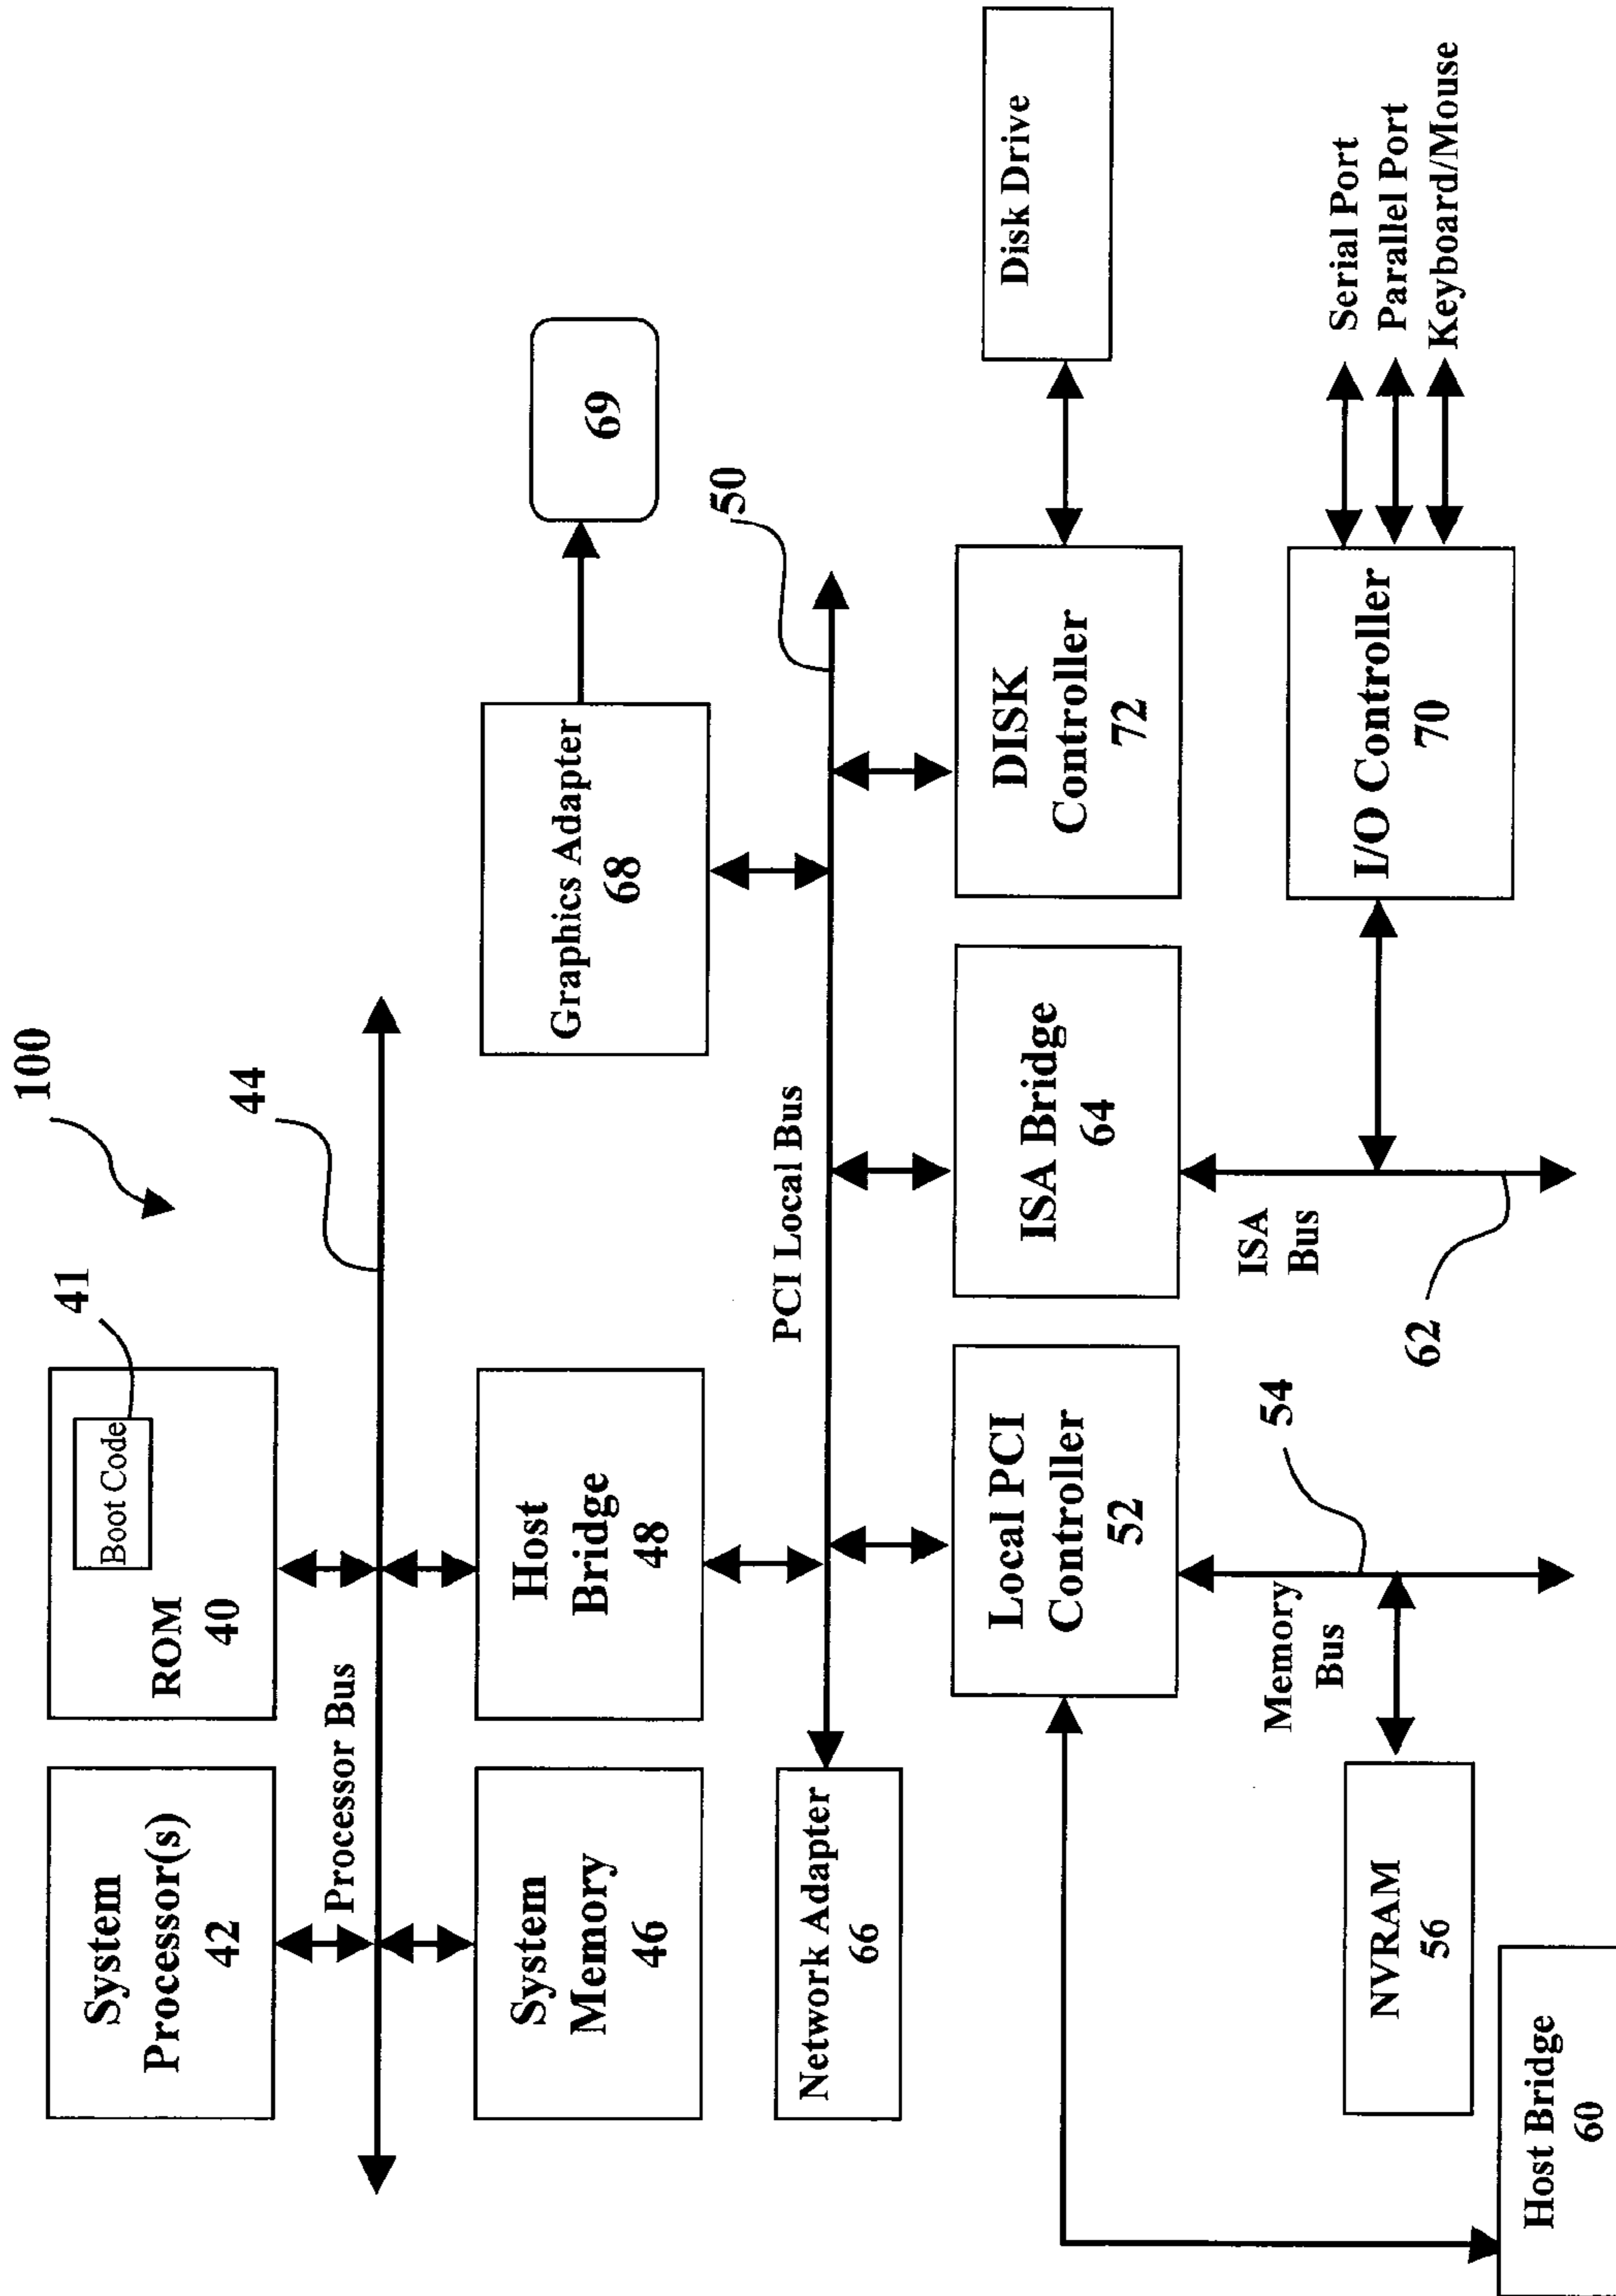 100
System
Processor(s)
42
ROM
40
Boot Code
41
Processor Bus
44
System
Memory
46
Host
Bridge
48
Graphics Adapter
68
69
Network Adapter
66
PCI Local Bus
50
Local PCI
Controller
52
ISA Bridge
64
DISK
Controller
72
Disk Drive
Memory
Bus
54
ISA
Bus
62
I/O Controller
70
Serial Port
Parallel Port
Keyboard/Mouse
NVRAM
56
Host Bridge
60